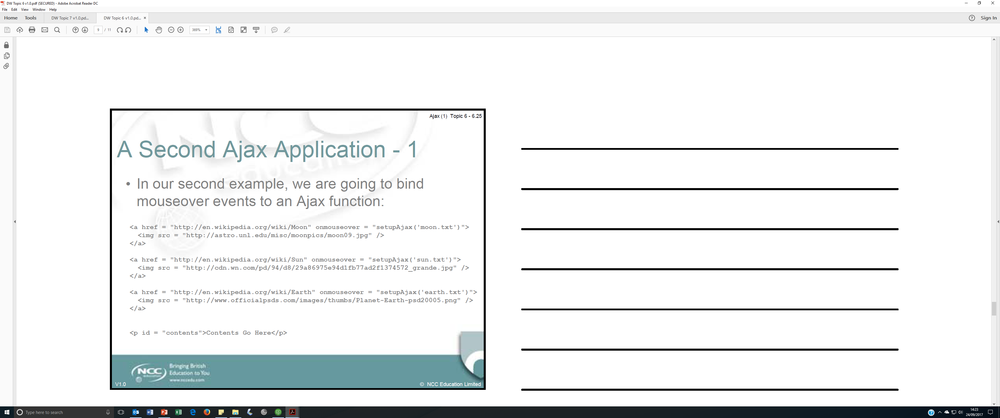 DW Topic 6 v1.0.pdf (SECURED) - Adobe Acrobat Reader DC
File Edit View Window Help
Home Tools DW Topic 7 v1.0.pd... DW Topic 6 v1.0.pd... × Sign In
9 / 11 369%
Ajax (1) Topic 6 - 6.25
A Second Ajax Application - 1
• In our second example, we are going to bind
mouseover events to an Ajax function:
<a href = "http://en.wikipedia.org/wiki/Moon" onmouseover = "setupAjax('moon.txt')">
<img src = "http://astro.unl.edu/misc/moonpics/moon09.jpg" />
</a>
<a href = "http://en.wikipedia.org/wiki/Sun" onmouseover = "setupAjax('sun.txt')">
<img src = "http://cdn.wn.com/pd/94/d8/29a86975e94d1fb77ad2f1374572_grande.jpg" />
</a>
<a href = "http://en.wikipedia.org/wiki/Earth" onmouseover = "setupAjax('earth.txt')">
<img src = "http://www.officialpsds.com/images/thumbs/Planet-Earth-psd20005.png" />
</a>
<p id = "contents">Contents Go Here</p>
NCC education
Bringing British
Education to You
www.nccedu.com
V1.0 © NCC Education Limited
Type here to search
14:23
24/09/2017